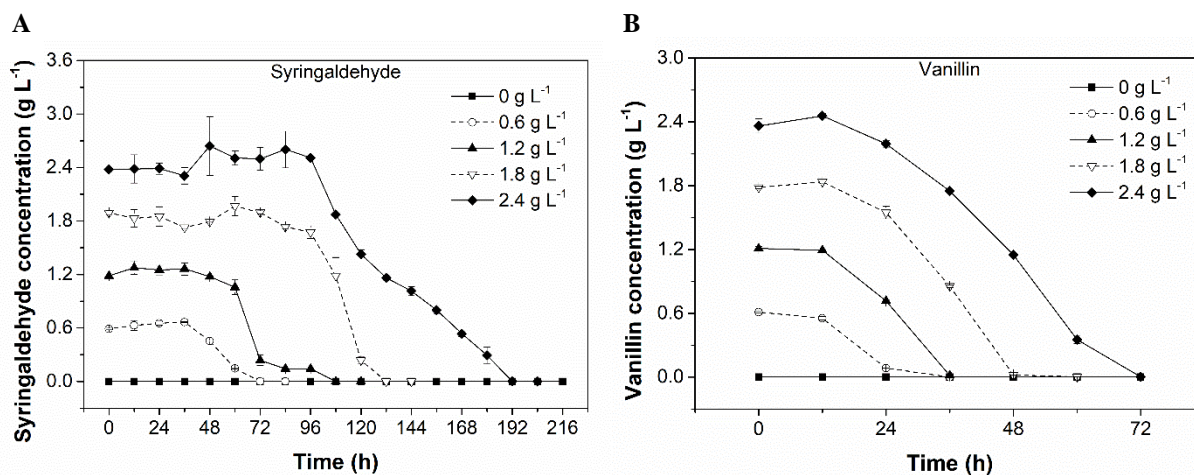 A
Syringaldehyde
Syringaldehyde concentration (g L⁻¹)
3.6
3.0
2.4
1.8
1.2
0.6
0.0
0 g L⁻¹
0.6 g L⁻¹
1.2 g L⁻¹
1.8 g L⁻¹
2.4 g L⁻¹
0 24 48 72 96 120 144 168 192 216
Time (h)
B
Vanillin
Vanillin concentration (g L⁻¹)
3.0
2.4
1.8
1.2
0.6
0.0
0 g L⁻¹
0.6 g L⁻¹
1.2 g L⁻¹
1.8 g L⁻¹
2.4 g L⁻¹
0 24 48 72
Time (h)